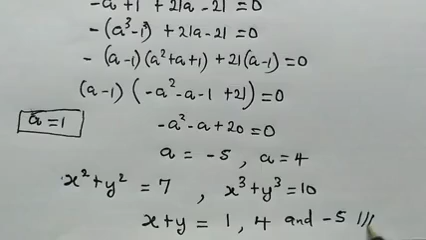 -a³+1 + 21a - 21 = 0
- (a³-1³) + 21a - 21 = 0
- (a-1)(a²+a+1) + 21(a-1) = 0
(a-1) (-a²-a-1 +21) = 0
a = 1
-a²-a+20 = 0
a = -5, a = 4
x²+y² = 7, x³+y³ = 10
x+y = 1, 4 and -5